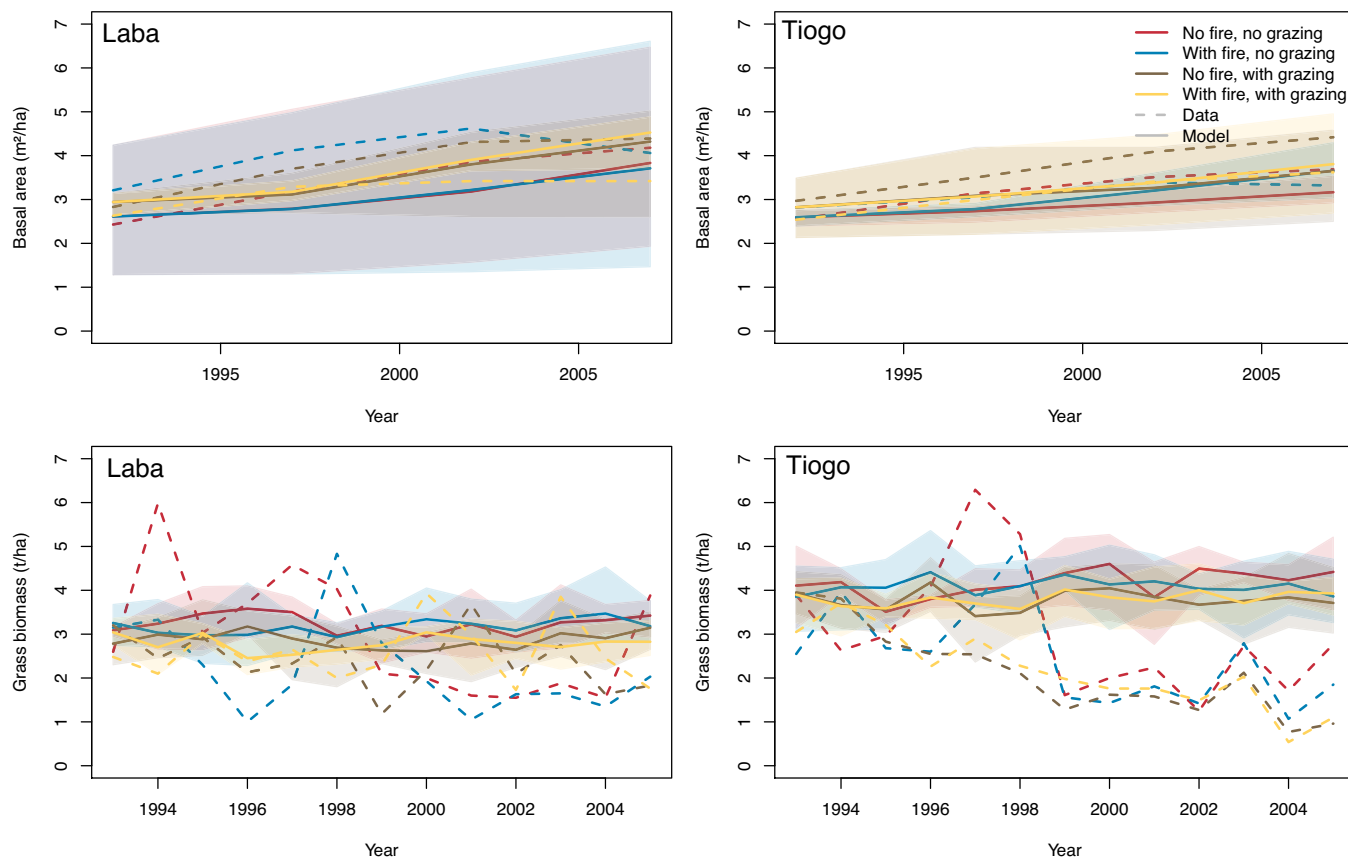 Laba
Basal area (m²/ha)
7
6
5
4
3
2
1
0
1995
2000
2005
Year
Tiogo
Basal area (m²/ha)
7
6
5
4
3
2
1
0
No fire, no grazing
With fire, no grazing
No fire, with grazing
With fire, with grazing
Data
Model
1995
2000
2005
Year
Laba
Grass biomass (t/ha)
7
6
5
4
3
2
1
0
1994
1996
1998
2000
2002
2004
Year
Tiogo
Grass biomass (t/ha)
7
6
5
4
3
2
1
0
1994
1996
1998
2000
2002
2004
Year